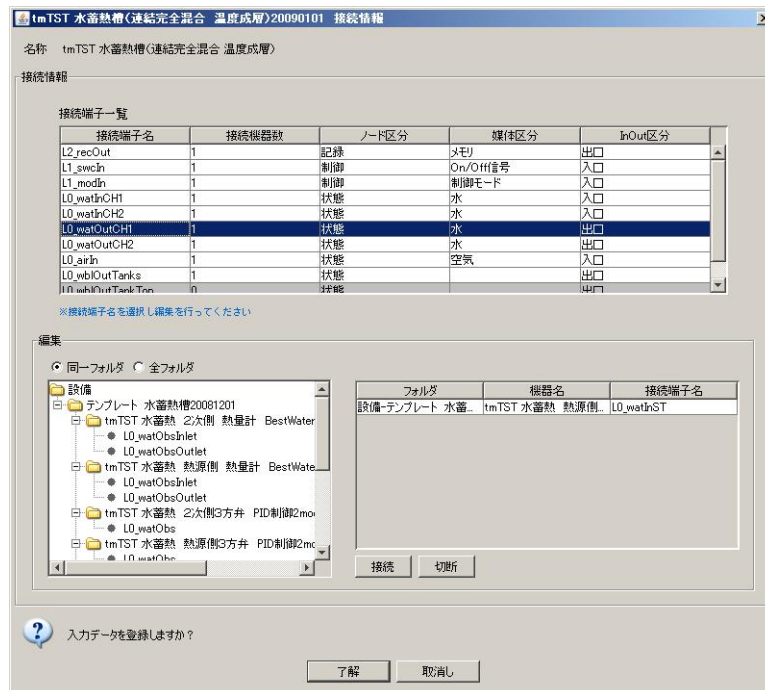 tmTST 水蓄熱槽(連結完全混合 温度成層)20090101 接続情報
名称 tmTST 水蓄熱槽(連結完全混合 温度成層)
接続情報
接続端子一覧
接続端子名 接続機器数 ノード区分 媒体区分 InOut区分
L2_recOut 1 記録 メモリ 出口
L1_swcIn 1 制御 On/Off信号 入口
L1_modIn 1 制御 制御モード 入口
L0_watInCH1 1 状態 水 入口
L0_watInCH2 1 状態 水 入口
L0_watOutCH1 1 状態 水 出口
L0_watOutCH2 1 状態 水 出口
L0_airIn 1 状態 空気 入口
L0_wblOutTanks 1 状態 出口
L0_wblOutTankTop 0 状態 出口
※接続端子名を選択し編集を行ってください
編集
同一フォルダ 全フォルダ
設備
テンプレート 水蓄熱槽20081201
tmTST 水蓄熱 2次側 熱量計 BestWater
L0_watObsInlet
L0_watObsOutlet
tmTST 水蓄熱 熱源側 熱量計 BestWate
L0_watObsInlet
L0_watObsOutlet
tmTST 水蓄熱 2次側3方弁 PID制御2mo
L0_watObs
tmTST 水蓄熱 熱源側3方弁 PID制御2mc
L0_watObs
フォルダ 機器名 接続端子名
設備-テンプレート 水蓄... tmTST 水蓄熱 熱源側... L0_watInST
接続 切断
入力データを登録しますか？
了解 取消し